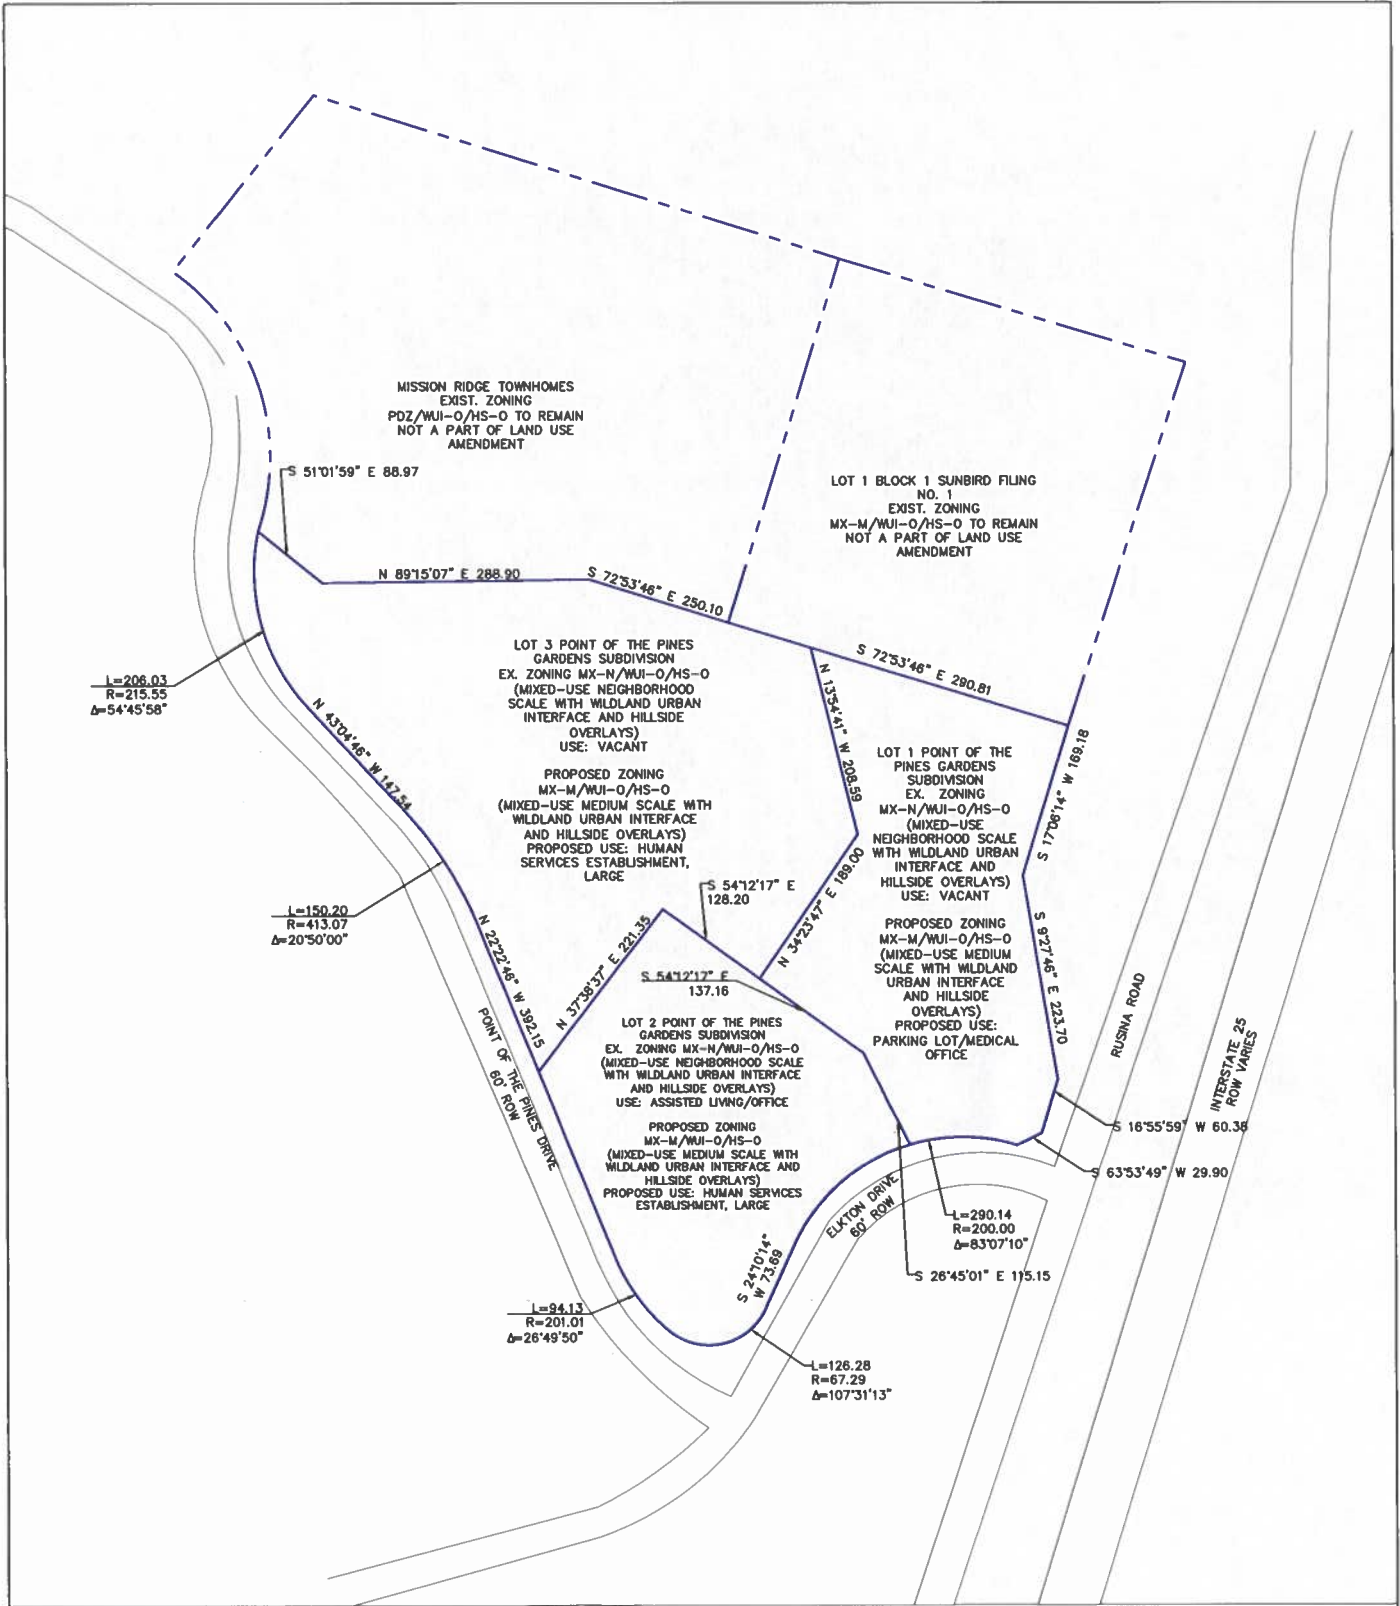 MISSION RIDGE TOWNHOMES
EXIST. ZONING
PDZ/WUI-O/HS-O TO REMAIN
NOT A PART OF LAND USE
AMENDMENT
S 51°01'59" E 88.97
LOT 1 BLOCK 1 SUNBIRD FILING
NO. 1
EXIST. ZONING
MX-M/WUI-O/HS-O TO REMAIN
NOT A PART OF LAND USE
AMENDMENT
N 89°15'07" E 288.90
S 72°53'46" E 250.10
S 72°53'46" E 290.81
LOT 3 POINT OF THE PINES
GARDENS SUBDIVISION
EX. ZONING MX-N/WUI-O/HS-O
(MIXED-USE NEIGHBORHOOD
SCALE WITH WILDLAND URBAN
INTERFACE AND HILLSIDE
OVERLAYS)
USE: VACANT
PROPOSED ZONING
MX-M/WUI-O/HS-O
(MIXED-USE MEDIUM SCALE WITH
WILDLAND URBAN INTERFACE
AND HILLSIDE OVERLAYS)
PROPOSED USE: HUMAN
SERVICES ESTABLISHMENT,
LARGE
L=206.03
R=215.55
Δ=54°45'58"
N 43°04'46" W 147.54
N 13°54'41" W 208.59
S 17°06'14" W 169.18
LOT 1 POINT OF THE
PINES GARDENS
SUBDIVISION
EX. ZONING
MX-N/WUI-O/HS-O
(MIXED-USE
NEIGHBORHOOD SCALE
WITH WILDLAND URBAN
INTERFACE AND
HILLSIDE OVERLAYS)
USE: VACANT
PROPOSED ZONING
MX-M/WUI-O/HS-O
(MIXED-USE MEDIUM
SCALE WITH WILDLAND
URBAN INTERFACE
AND HILLSIDE
OVERLAYS)
PROPOSED USE:
PARKING LOT/MEDICAL
OFFICE
L=150.20
R=413.07
Δ=20°50'00"
S 54°12'17" E
128.20
N 34°23'47" E 189.00
N 22°22'46" W 392.15
N 37°38'37" E 221.35
S 54°12'17" E
137.16
S 9°27'46" E 223.70
LOT 2 POINT OF THE PINES
GARDENS SUBDIVISION
EX. ZONING MX-N/WUI-O/HS-O
(MIXED-USE NEIGHBORHOOD SCALE
WITH WILDLAND URBAN INTERFACE
AND HILLSIDE OVERLAYS)
USE: ASSISTED LIVING/OFFICE
PROPOSED ZONING
MX-M/WUI-O/HS-O
(MIXED-USE MEDIUM SCALE WITH
WILDLAND URBAN INTERFACE AND
HILLSIDE OVERLAYS)
PROPOSED USE: HUMAN SERVICES
ESTABLISHMENT, LARGE
POINT OF THE PINES DRIVE
60' ROW
RUSINA ROAD
INTERSTATE 25
ROW VARIES
S 16°55'59" W 60.38
S 63°53'49" W 29.90
ELKTON DRIVE
60' ROW
L=290.14
R=200.00
Δ=83°07'10"
S 26°45'01" E 115.15
S 24°10'14"
W 73.69
L=94.13
R=201.01
Δ=26°49'50"
L=126.28
R=67.29
Δ=107°31'13"